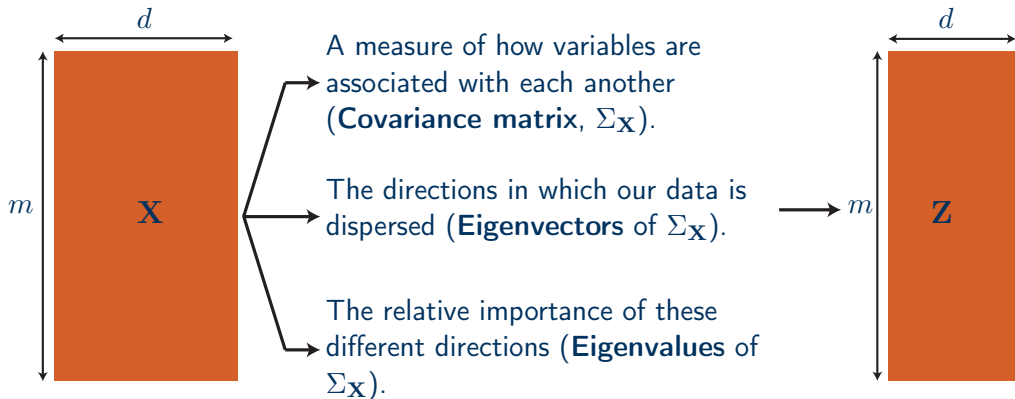 d
m
X
A measure of how variables are
associated with each another
(Covariance matrix, Σ_X).
The directions in which our data is
dispersed (Eigenvectors of Σ_X).
The relative importance of these
different directions (Eigenvalues of
Σ_X).
d
m
Z